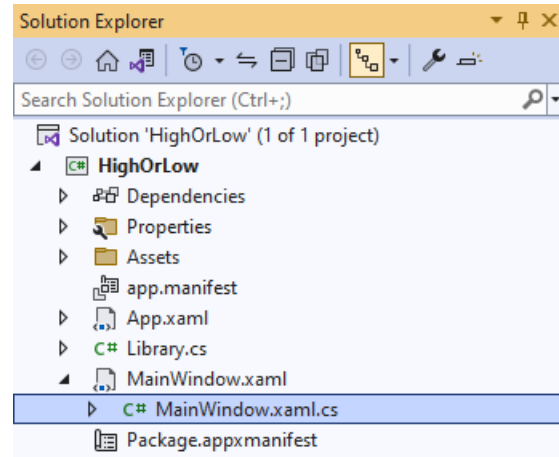 Solution Explorer
Search Solution Explorer (Ctrl+;)
Solution 'HighOrLow' (1 of 1 project)
C# HighOrLow
Dependencies
Properties
Assets
app.manifest
App.xaml
C# Library.cs
MainWindow.xaml
C# MainWindow.xaml.cs
Package.appxmanifest